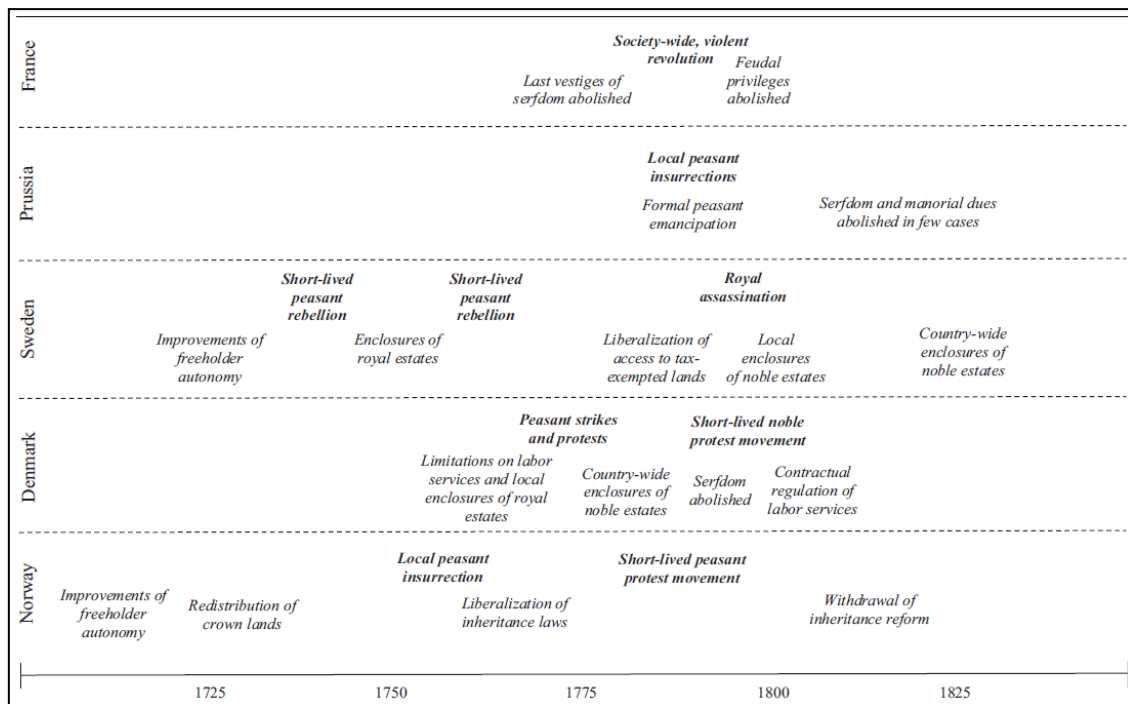 France
Society-wide, violent
revolution
Last vestiges of
serfdom abolished
Feudal
privileges
abolished
Prussia
Local peasant
insurrections
Formal peasant
emancipation
Serfdom and manorial dues
abolished in few cases
Sweden
Short-lived
peasant
rebellion
Short-lived
peasant
rebellion
Royal
assassination
Improvements of
freeholder
autonomy
Enclosures of
royal estates
Liberalization of
access to tax-
exempted lands
Local
enclosures
of noble estates
Country-wide
enclosures of
noble estates
Denmark
Peasant strikes
and protests
Short-lived noble
protest movement
Limitations on labor
services and local
enclosures of royal
estates
Country-wide
enclosures of
noble estates
Serfdom
abolished
Contractual
regulation of
labor services
Norway
Local peasant
insurrection
Short-lived peasant
protest movement
Improvements of
freeholder
autonomy
Redistribution of
crown lands
Liberalization of
inheritance laws
Withdrawal of
inheritance reform
1725 1750 1775 1800 1825